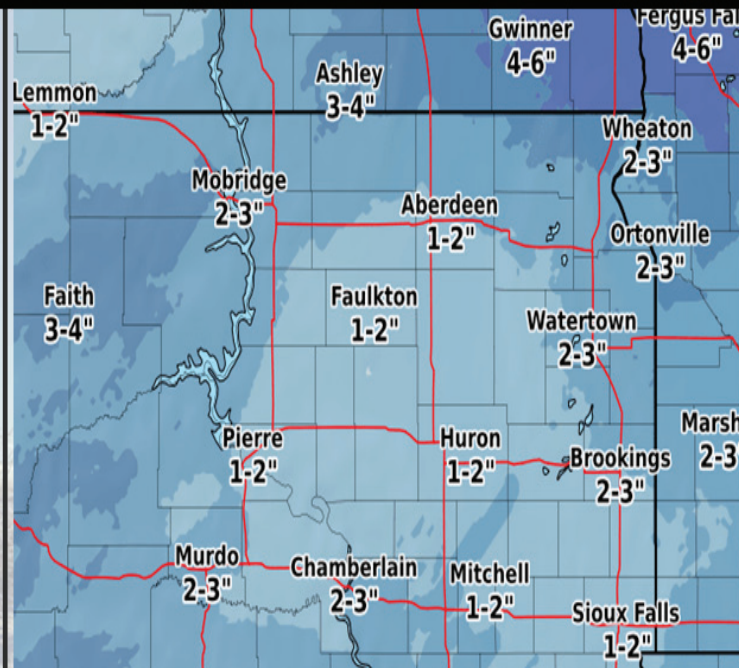 Gwinner
4-6"
Fergus Fal
4-6"
Ashley
3-4"
Lemmon
1-2"
Wheaton
2-3"
Mobridge
2-3"
Aberdeen
1-2"
Ortonville
2-3"
Faith
3-4"
Faulkton
1-2"
Watertown
2-3"
Pierre
1-2"
Huron
1-2"
Brookings
2-3"
Marsh
2-3
Murdo
2-3"
Chamberlain
2-3"
Mitchell
1-2"
Sioux Falls
1-2"